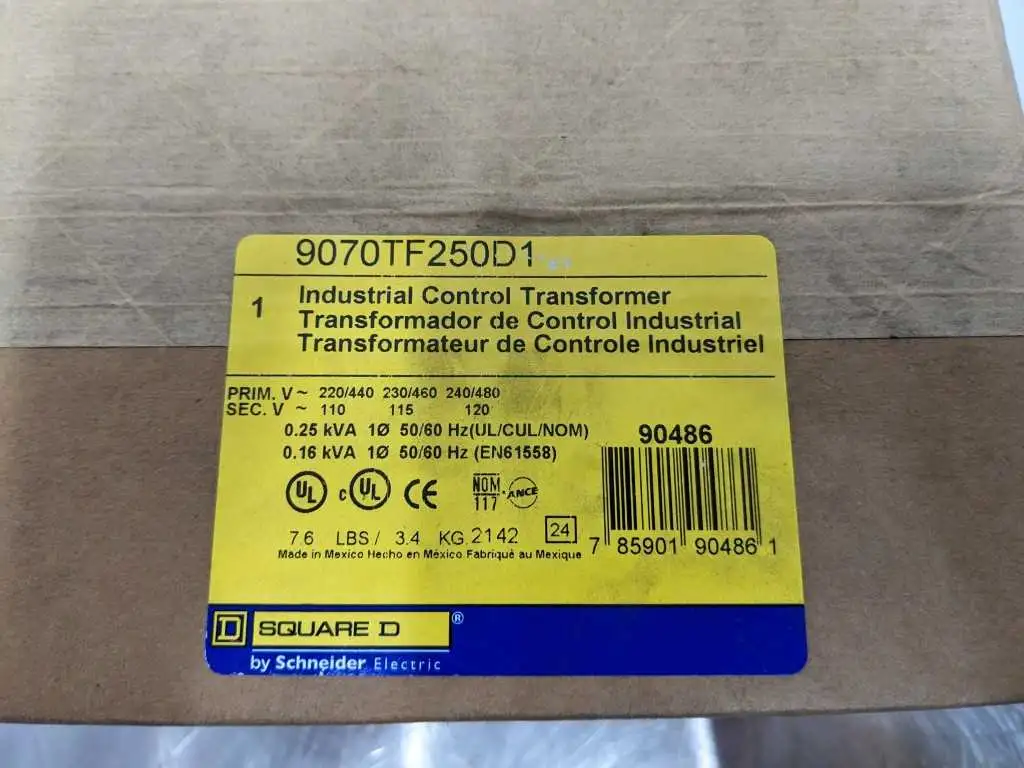 9070TF250D1
1
Industrial Control Transformer
Transformador de Control Industrial
Transformateur de Controle Industriel
PRIM. V ~ 220/440 230/460 240/480
SEC. V ~ 110 115 120
0.25 kVA 1Ø 50/60 Hz(UL/CUL/NOM)
0.16 kVA 1Ø 50/60 Hz (EN61558)
90486
UL c UL CE NOM 117 ANCE
7.6 LBS/ 3.4 KG. 2142 24
7 85901 90486 1
Made in Mexico Hecho en México Fabriqué au Mexique
D SQUARE D ®
by Schneider Electric